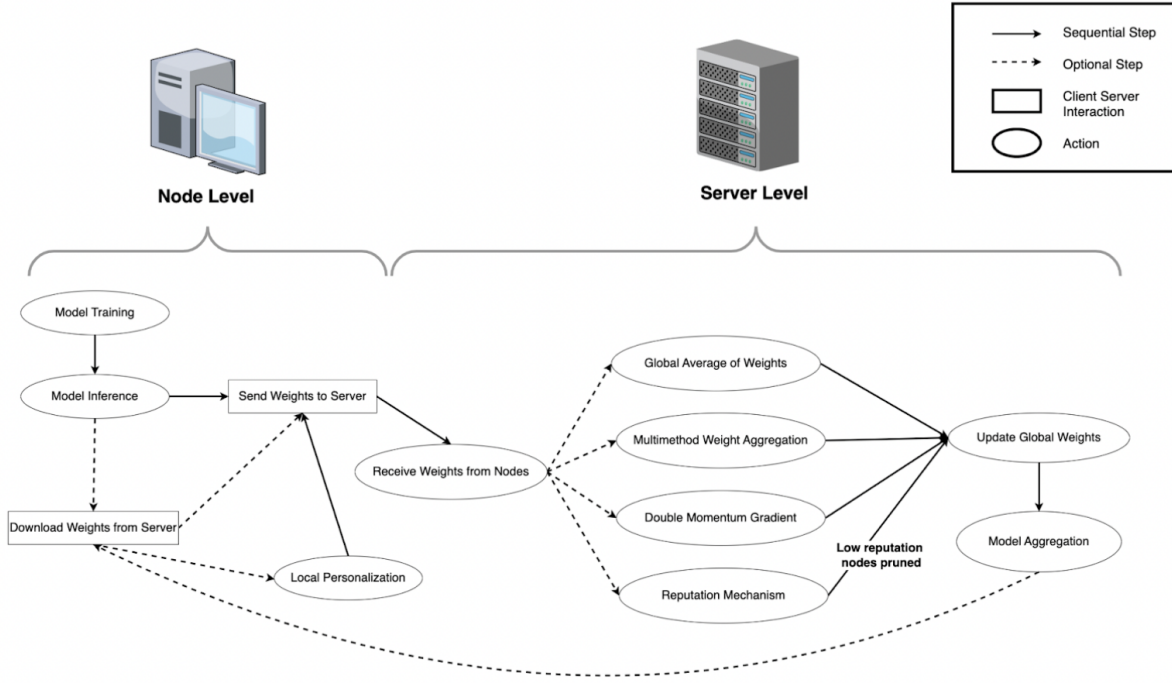 Sequential Step
Optional Step
Client Server
Interaction
Action
Node Level
Server Level
Model Training
Model Inference
Send Weights to Server
Download Weights from Server
Local Personalization
Receive Weights from Nodes
Global Average of Weights
Multimethod Weight Aggregation
Double Momentum Gradient
Reputation Mechanism
Low reputation
nodes pruned
Update Global Weights
Model Aggregation